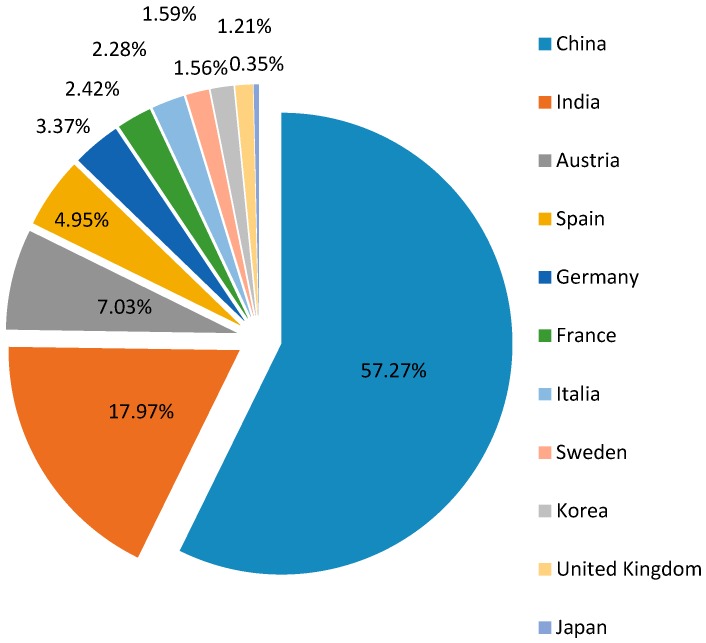 1.59%
1.21%
2.28%
1.56%
0.35%
2.42%
3.37%
4.95%
7.03%
57.27%
17.97%
China
India
Austria
Spain
Germany
France
Italia
Sweden
Korea
United Kingdom
Japan